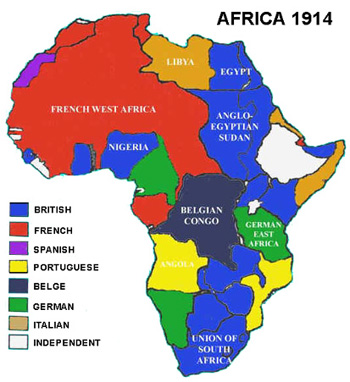 AFRICA 1914
LIBYA
EGYPT
FRENCH WEST AFRICA
ANGLO-
EGYPTIAN
SUDAN
NIGERIA
BELGIAN
CONGO
GERMAN
EAST
AFRICA
ANGOLA
UNION OF
SOUTH
AFRICA
BRITISH
FRENCH
SPANISH
PORTUGUESE
BELGE
GERMAN
ITALIAN
INDEPENDENT